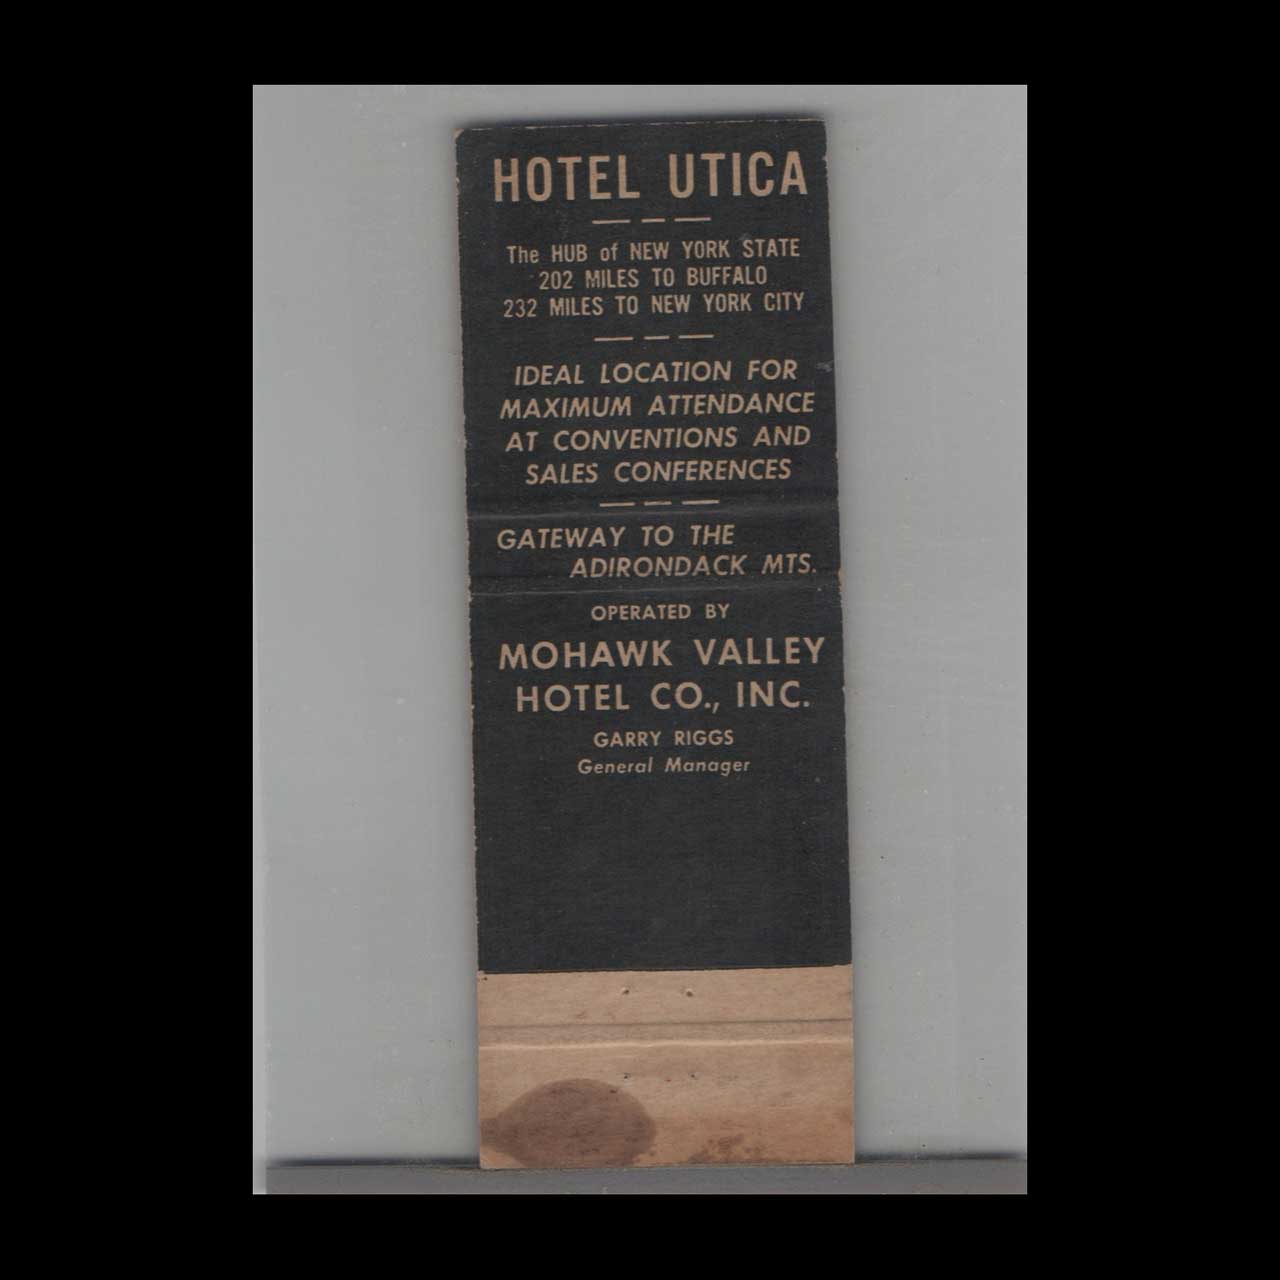 HOTEL UTICA
The HUB of NEW YORK STATE
202 MILES TO BUFFALO
232 MILES TO NEW YORK CITY
IDEAL LOCATION FOR
MAXIMUM ATTENDANCE
AT CONVENTIONS AND
SALES CONFERENCES
GATEWAY TO THE
ADIRONDACK MTS.
OPERATED BY
MOHAWK VALLEY
HOTEL CO., INC.
GARRY RIGGS
General Manager